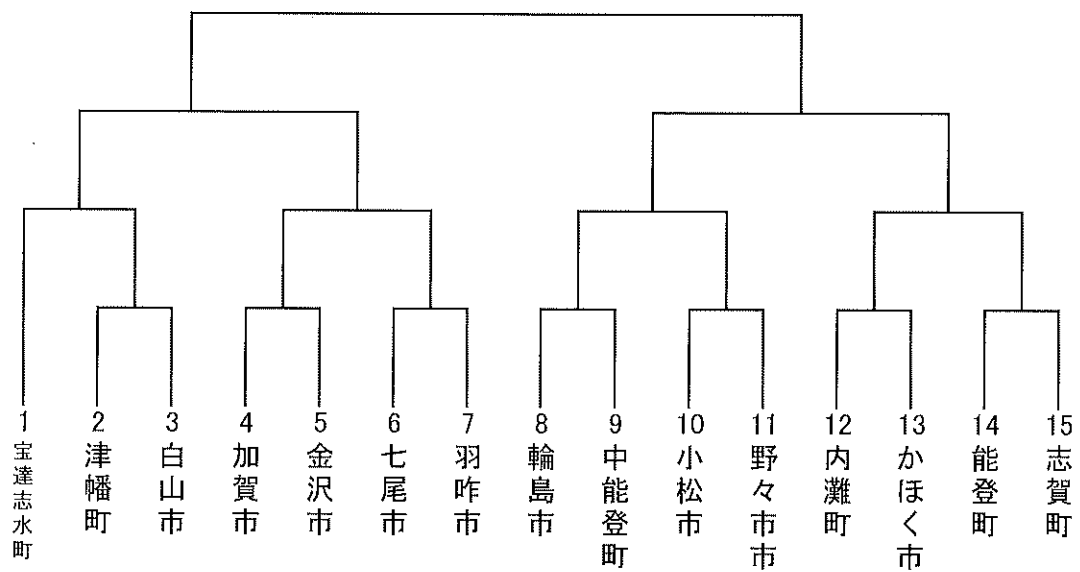 1 宝達志水町
2 津幡町
3 白山市
4 加賀市
5 金沢市
6 七尾市
7 羽咋市
8 輪島市
9 中能登町
10 小松市
11 野々市市
12 内灘町
13 かほく市
14 能登町
15 志賀町